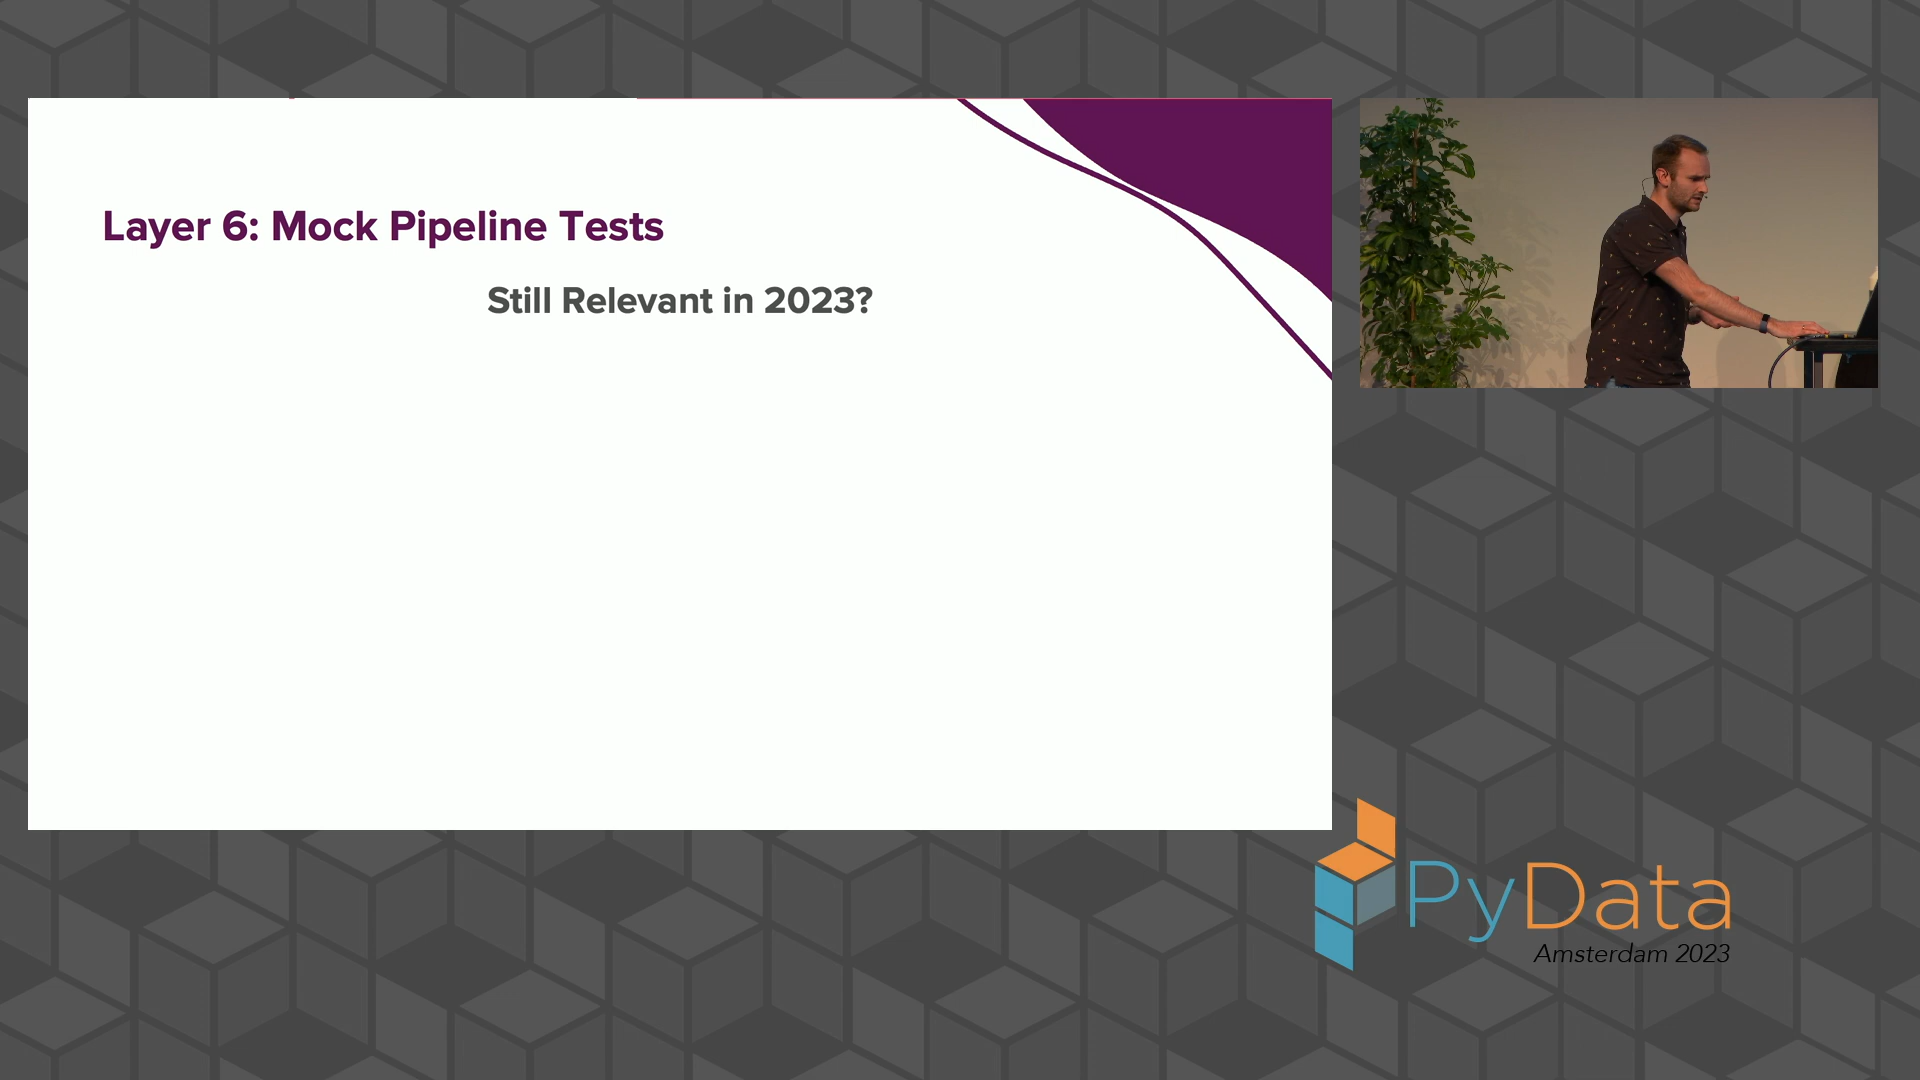 Layer 6: Mock Pipeline Tests
Still Relevant in 2023?
PyData
Amsterdam 2023